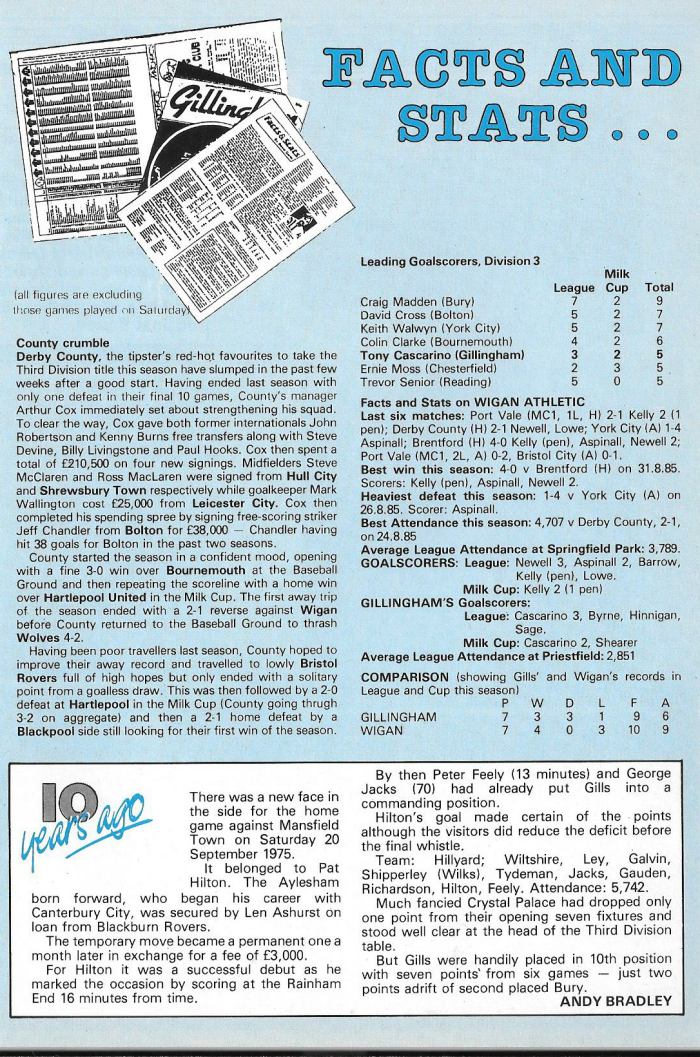 FACTS AND
STATS ...
Gilling
Facts & Stats
(all figures are excluding
those games played on Saturday)
County crumble
Derby County, the tipster's red-hot favourites to take the
Third Division title this season have slumped in the past few
weeks after a good start. Having ended last season with
only one defeat in their final 10 games, County's manager
Arthur Cox immediately set about strengthening his squad.
To clear the way, Cox gave both former internationals John
Robertson and Kenny Burns free transfers along with Steve
Devine, Billy Livingstone and Paul Hooks. Cox then spent a
total of £210,500 on four new signings. Midfielders Steve
McClaren and Ross MacLaren were signed from Hull City
and Shrewsbury Town respectively while goalkeeper Mark
Wallington cost £25,000 from Leicester City. Cox then
completed his spending spree by signing free-scoring striker
Jeff Chandler from Bolton for £38,000 — Chandler having
hit 38 goals for Bolton in the past two seasons.
County started the season in a confident mood, opening
with a fine 3-0 win over Bournemouth at the Baseball
Ground and then repeating the scoreline with a home win
over Hartlepool United in the Milk Cup. The first away trip
of the season ended with a 2-1 reverse against Wigan
before County returned to the Baseball Ground to thrash
Wolves 4-2.
Having been poor travellers last season, County hoped to
improve their away record and travelled to lowly Bristol
Rovers full of high hopes but only ended with a solitary
point from a goalless draw. This was then followed by a 2-0
defeat at Hartlepool in the Milk Cup (County going thrugh
3-2 on aggregate) and then a 2-1 home defeat by a
Blackpool side still looking for their first win of the season.
Leading Goalscorers, Division 3
Milk
League Cup Total
Craig Madden (Bury) 7 2 9
David Cross (Bolton) 5 2 7
Keith Walwyn (York City) 5 2 7
Colin Clarke (Bournemouth) 4 2 6
Tony Cascarino (Gillingham) 3 2 5
Ernie Moss (Chesterfield) 2 3 5
Trevor Senior (Reading) 5 0 5
Facts and Stats on WIGAN ATHLETIC
Last six matches: Port Vale (MC1, 1L, H) 2-1 Kelly 2 (1
pen); Derby County (H) 2-1 Newell, Lowe; York City (A) 1-4
Aspinall; Brentford (H) 4-0 Kelly (pen), Aspinall, Newell 2;
Port Vale (MC1, 2L, A) 0-2, Bristol City (A) 0-1.
Best win this season: 4-0 v Brentford (H) on 31.8.85.
Scorers: Kelly (pen), Aspinall, Newell 2.
Heaviest defeat this season: 1-4 v York City (A) on
26.8.85. Scorer: Aspinall.
Best Attendance this season: 4,707 v Derby County, 2-1,
on 24.8.85
Average League Attendance at Springfield Park: 3,789.
GOALSCORERS: League: Newell 3, Aspinall 2, Barrow,
Kelly (pen), Lowe.
Milk Cup: Kelly 2 (1 pen)
GILLINGHAM'S Goalscorers:
League: Cascarino 3, Byrne, Hinnigan,
Sage.
Milk Cup: Cascarino 2, Shearer
Average League Attendance at Priestfield: 2,851
COMPARISON (showing Gills' and Wigan's records in
League and Cup this season)
P W D L F A
GILLINGHAM 7 3 3 1 9 6
WIGAN 7 4 0 3 10 9
10
years ago
There was a new face in
the side for the home
game against Mansfield
Town on Saturday 20
September 1975.
It belonged to Pat
Hilton. The Aylesham
born forward, who began his career with
Canterbury City, was secured by Len Ashurst on
loan from Blackburn Rovers.
The temporary move became a permanent one a
month later in exchange for a fee of £3,000.
For Hilton it was a successful debut as he
marked the occasion by scoring at the Rainham
End 16 minutes from time.
By then Peter Feely (13 minutes) and George
Jacks (70) had already put Gills into a
commanding position.
Hilton's goal made certain of the points
although the visitors did reduce the deficit before
the final whistle.
Team: Hillyard; Wiltshire, Ley, Galvin,
Shipperley (Wilks), Tydeman, Jacks, Gauden,
Richardson, Hilton, Feely. Attendance: 5,742.
Much fancied Crystal Palace had dropped only
one point from their opening seven fixtures and
stood well clear at the head of the Third Division
table.
But Gills were handily placed in 10th position
with seven points from six games — just two
points adrift of second placed Bury.
ANDY BRADLEY